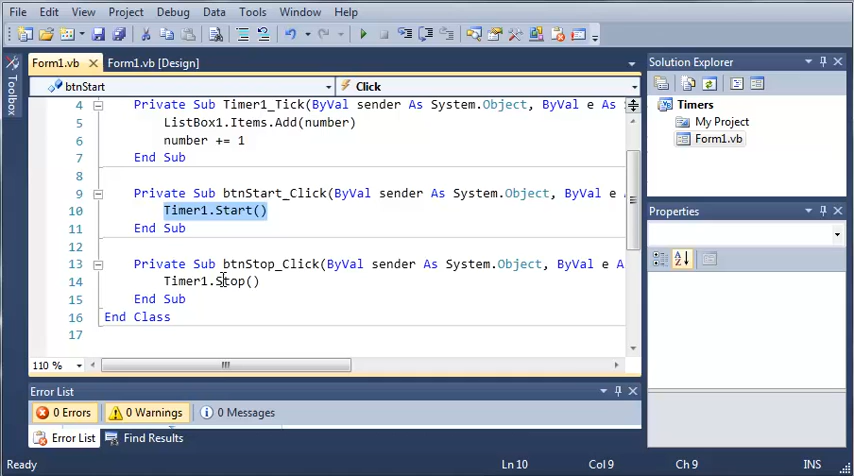 File Edit View Project Debug Data Tools Window Help
Form1.vb Form1.vb [Design]
btnStart Click
Toolbox
4 Private Sub Timer1_Tick(ByVal sender As System.Object, ByVal e As S
5 ListBox1.Items.Add(number)
6 number += 1
7 End Sub
8
9 Private Sub btnStart_Click(ByVal sender As System.Object, ByVal e A
10 Timer1.Start()
11 End Sub
12
13 Private Sub btnStop_Click(ByVal sender As System.Object, ByVal e As
14 Timer1.Stop()
15 End Sub
16 End Class
17
110 %
Solution Explorer
Timers
My Project
Form1.vb
Properties
Error List
0 Errors 0 Warnings 0 Messages
Error List Find Results
Ready Ln 10 Col 9 Ch 9 INS